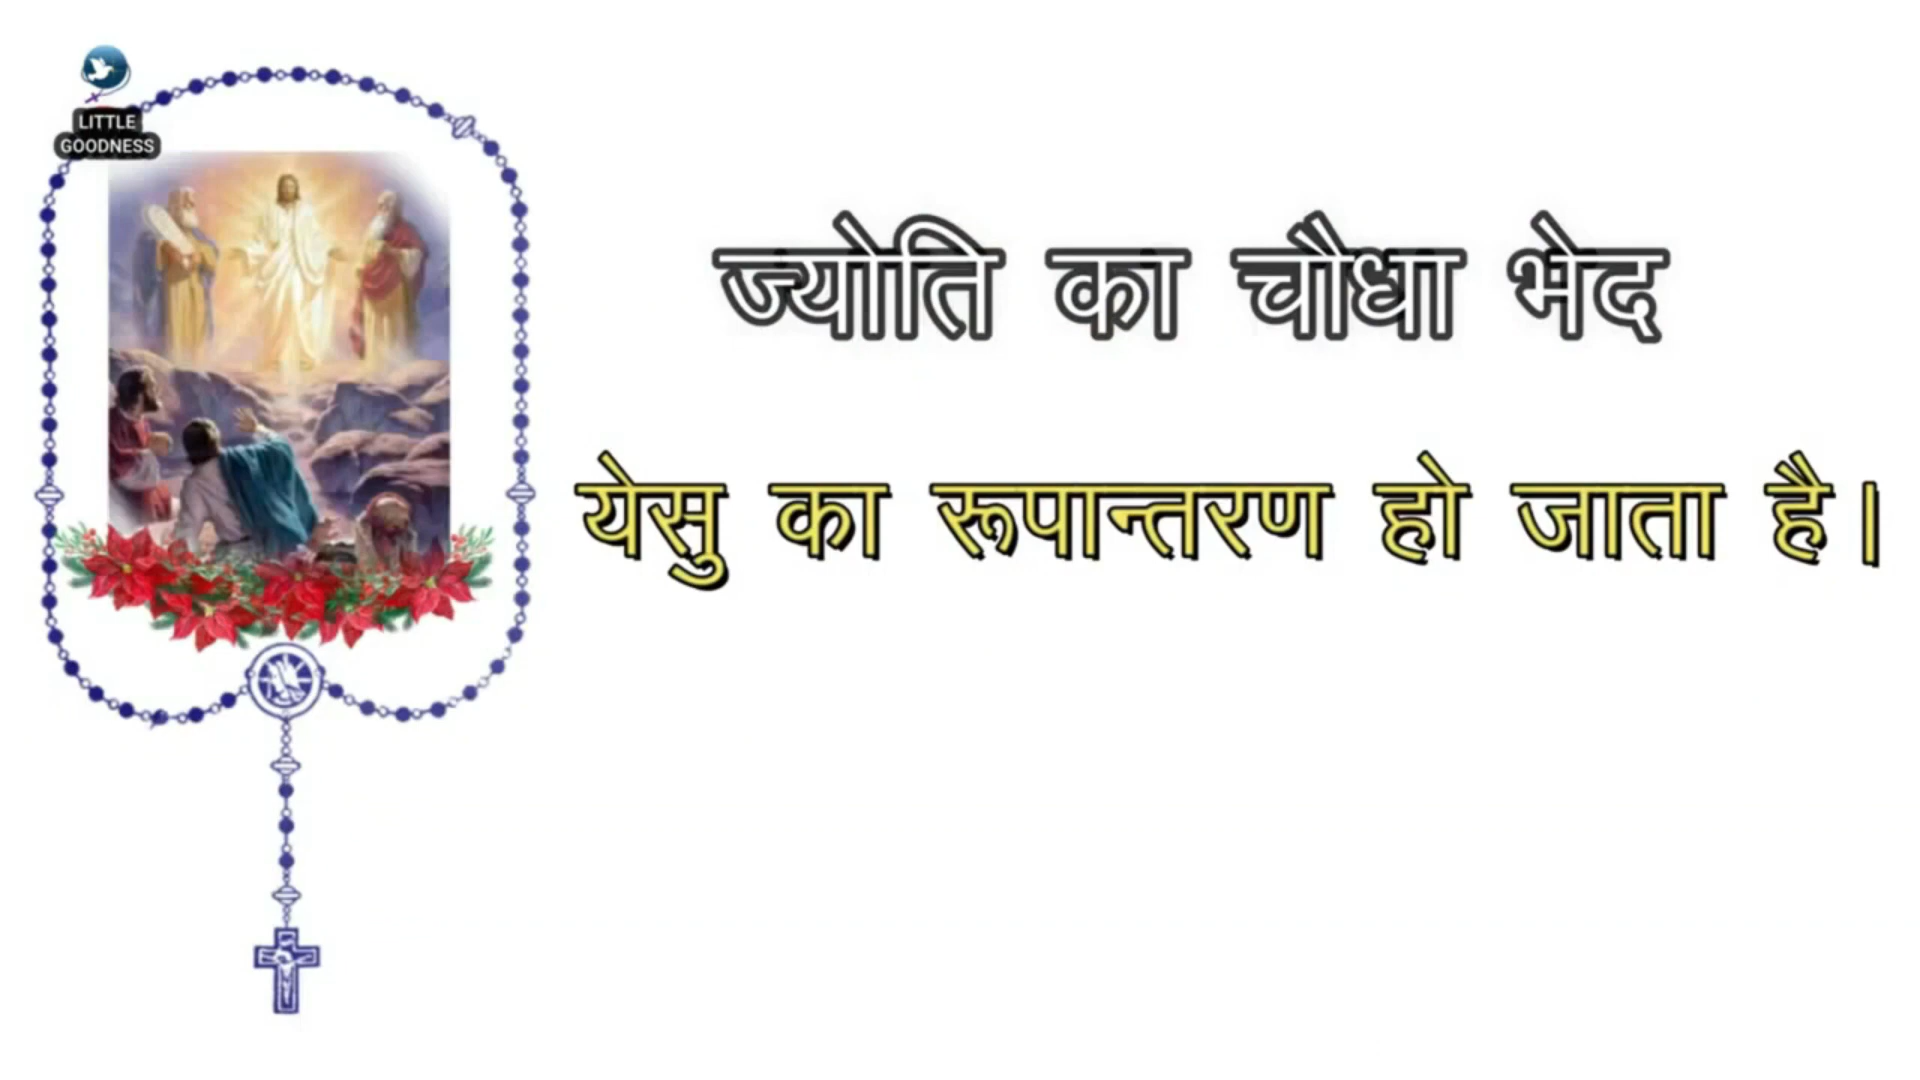 LITTLE
GOODNESS
ज्योति का चौधा भेद
येसु का रूपान्तरण हो जाता है।